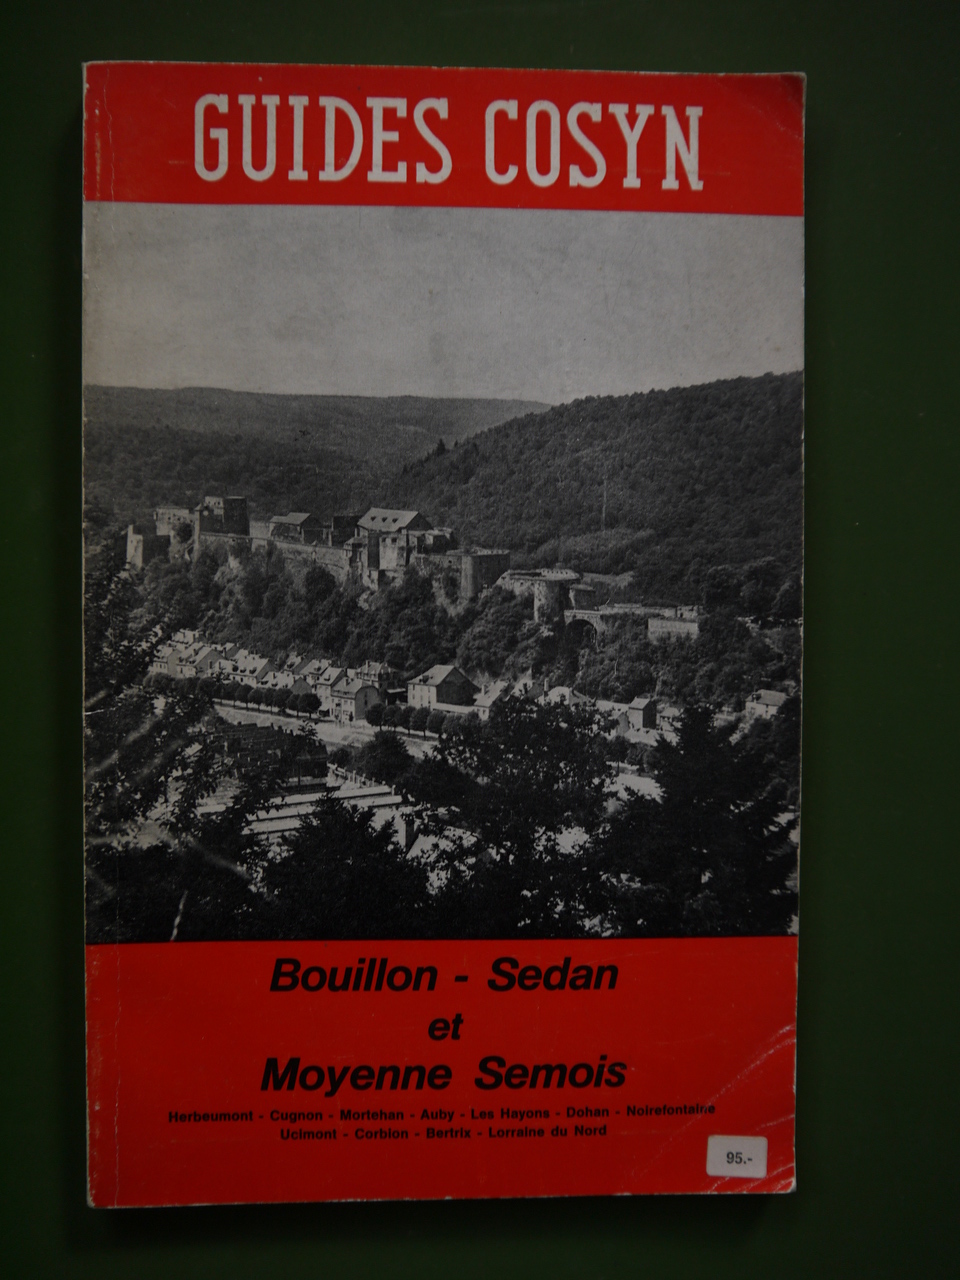 GUIDES COSYN
Bouillon - Sedan
et
Moyenne Semois
Herbeumont - Cugnon - Mortehan - Auby - Les Hayons - Dohan - Noirefontaine
Ucimont - Corbion - Bertrix - Lorraine du Nord
95.-